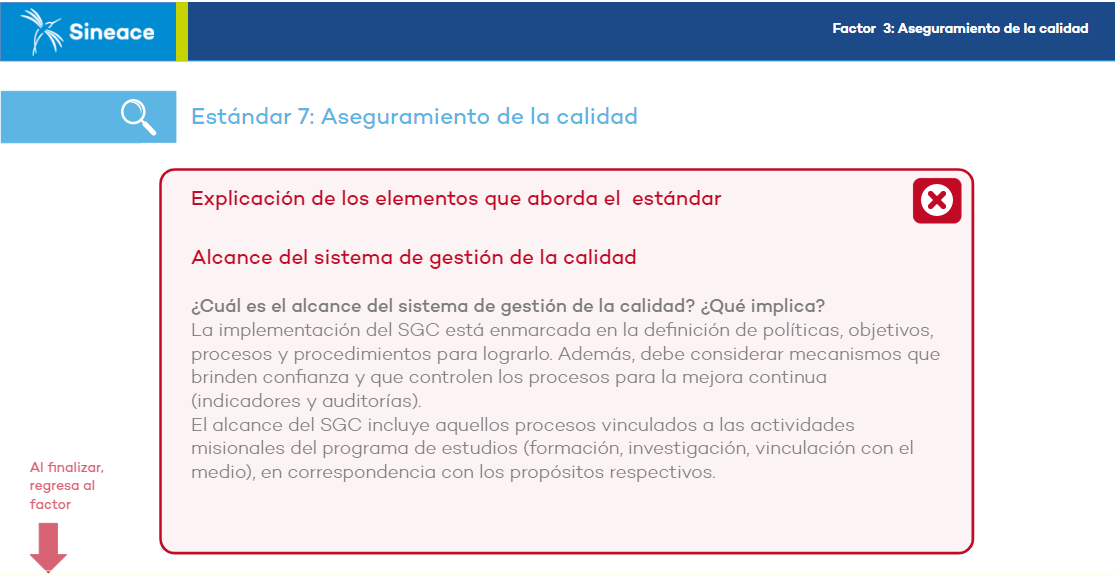 Sineace
Factor 3: Aseguramiento de la calidad
Estándar 7: Aseguramiento de la calidad
Explicación de los elementos que aborda el estándar
Alcance del sistema de gestión de la calidad
¿Cuál es el alcance del sistema de gestión de la calidad? ¿Qué implica?
La implementación del SGC está enmarcada en la definición de políticas, objetivos,
procesos y procedimientos para lograrlo. Además, debe considerar mecanismos que
brinden confianza y que controlen los procesos para la mejora continua
(indicadores y auditorías).
El alcance del SGC incluye aquellos procesos vinculados a las actividades
misionales del programa de estudios (formación, investigación, vinculación con el
medio), en correspondencia con los propósitos respectivos.
Al finalizar,
regresa al
factor